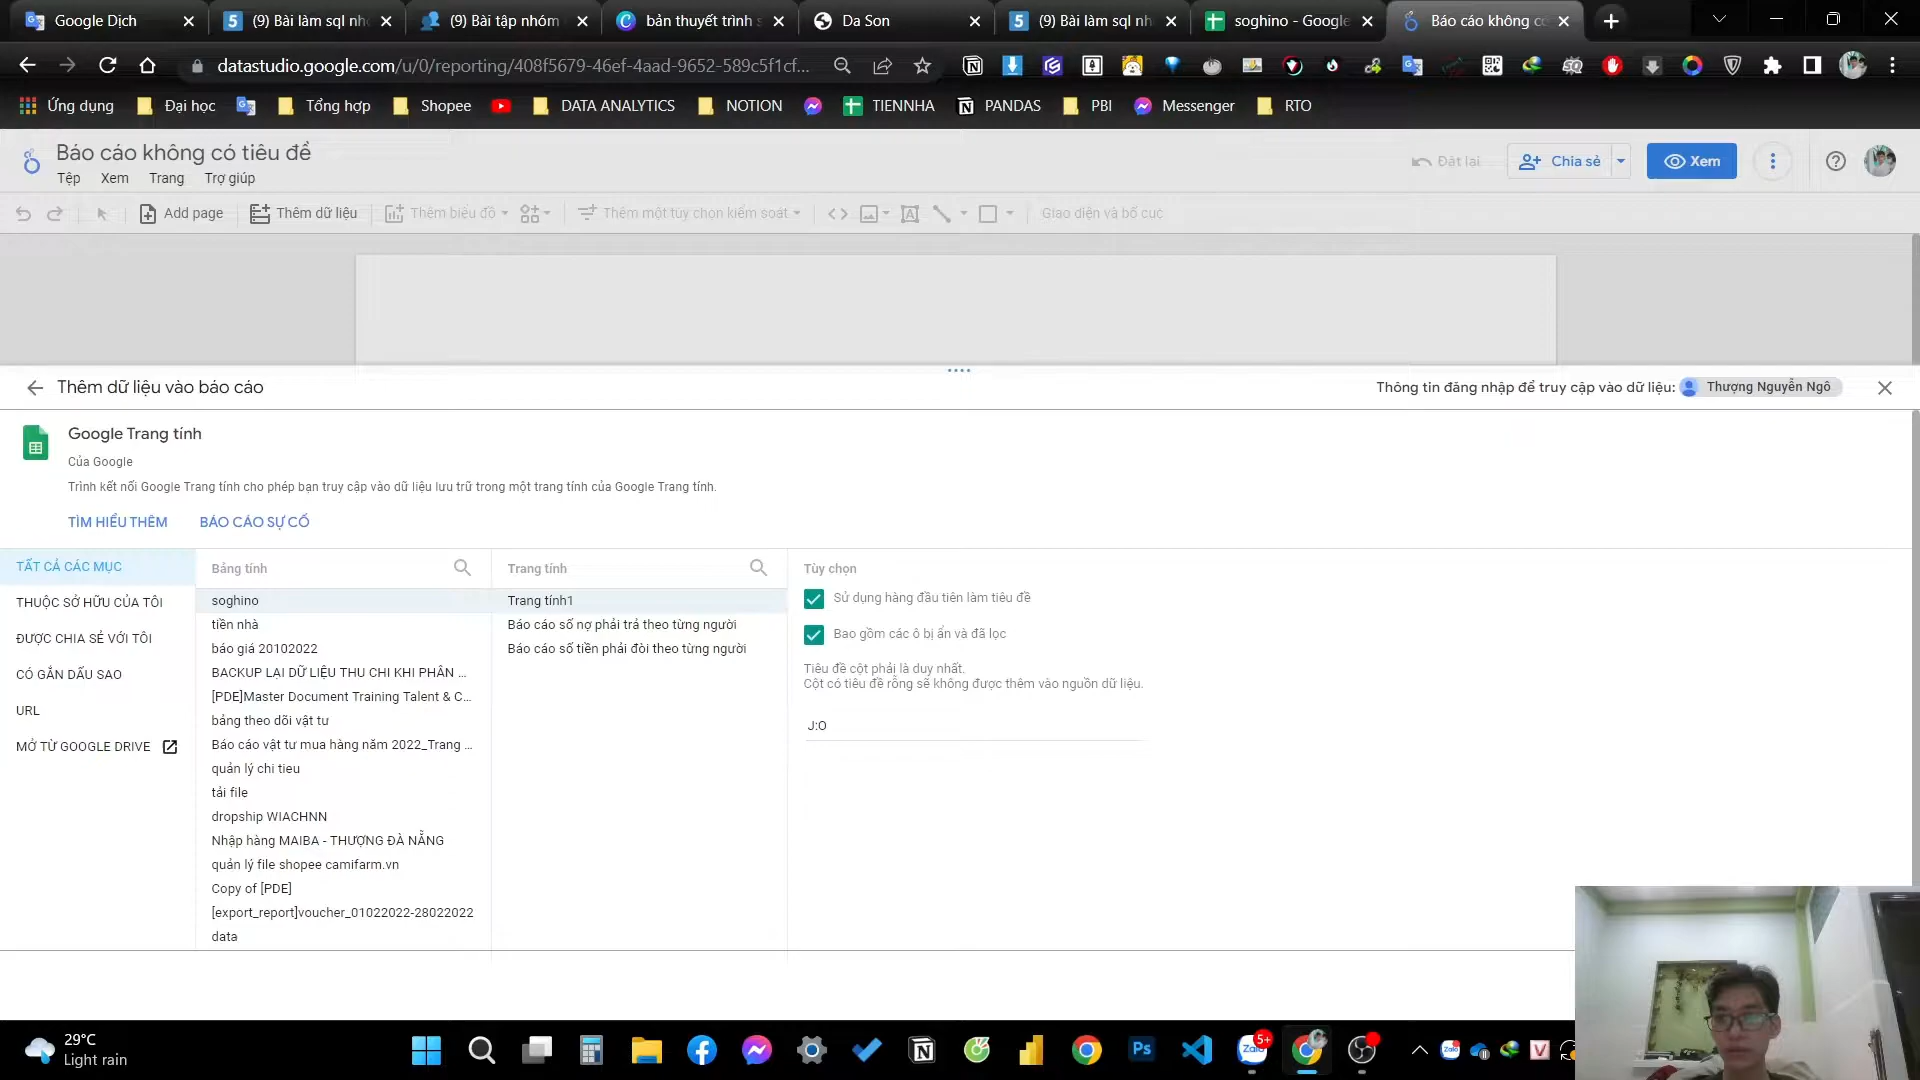 Google Dịch
(9) Bài làm sql nh
(9) Bài tập nhóm
bản thuyết trình s
Da Son
(9) Bài làm sql nh
soghino - Google
Báo cáo không có
datastudio.google.com/u/0/reporting/408f5679-46ef-4aad-9652-589c5f1cf...
Ứng dụng
Đại học
Tổng hợp
Shopee
DATA ANALYTICS
NOTION
TIENNHA
PANDAS
PBI
Messenger
RTO
Báo cáo không có tiêu đề
Tệp Xem Trang Trợ giúp
Đặt lại
Chia sẻ
Xem
Add page
Thêm dữ liệu
Thêm biểu đồ
Thêm một tùy chọn kiểm soát
Giao diện và bố cục
Thêm dữ liệu vào báo cáo
Thông tin đăng nhập để truy cập vào dữ liệu: Thượng Nguyễn Ngô
Google Trang tính
Của Google
Trình kết nối Google Trang tính cho phép bạn truy cập vào dữ liệu lưu trữ trong một trang tính của Google Trang tính.
TÌM HIỂU THÊM
BÁO CÁO SỰ CỐ
TẤT CẢ CÁC MỤC
THUỘC SỞ HỮU CỦA TÔI
ĐƯỢC CHIA SẺ VỚI TÔI
CÓ GẮN DẤU SAO
URL
MỞ TỪ GOOGLE DRIVE
Bảng tính
soghino
tiền nhà
báo giá 20102022
BACKUP LẠI DỮ LIỆU THU CHI KHI PHÂN ...
[PDE]Master Document Training Talent & C...
bảng theo dõi vật tư
Báo cáo vật tư mua hàng năm 2022_Trang ...
quản lý chi tieu
tải file
dropship WIACHNN
Nhập hàng MAIBA - THƯỢNG ĐÀ NẴNG
quản lý file shopee camifarm.vn
Copy of [PDE]
[export_report]voucher_01022022-28022022
data
Trang tính
Trang tính1
Báo cáo số nợ phải trả theo từng người
Báo cáo số tiền phải đòi theo từng người
Tùy chọn
Sử dụng hàng đầu tiên làm tiêu đề
Bao gồm các ô bị ẩn và đã lọc
Tiêu đề cột phải là duy nhất.
Cột có tiêu đề rỗng sẽ không được thêm vào nguồn dữ liệu.
J:O
29°C
Light rain
Ps
Zalo
5+